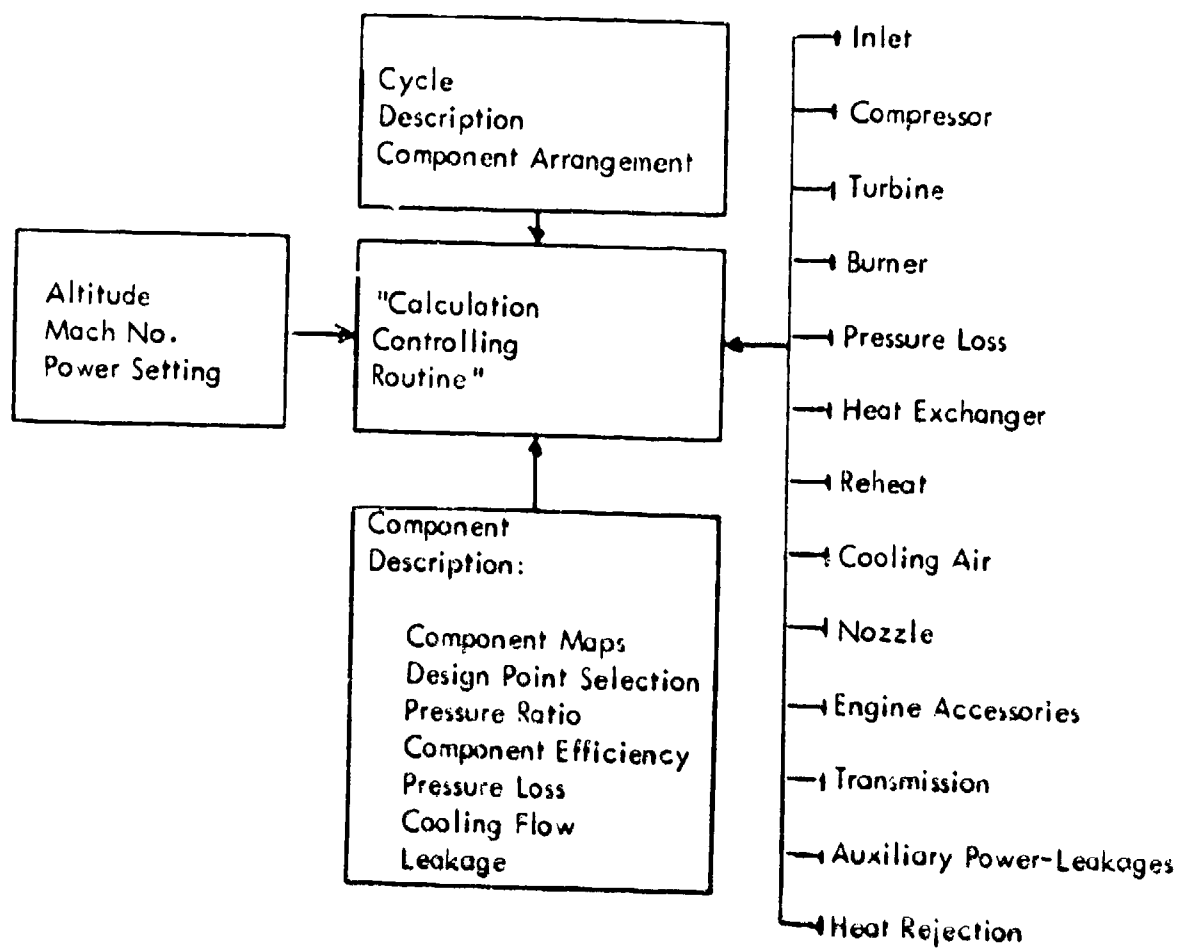 Cycle
Description
Component Arrangement
Altitude
Mach No.
Power Setting
"Calculation
Controlling
Routine"
Component
Description:
Component Maps
Design Point Selection
Pressure Ratio
Component Efficiency
Pressure Loss
Cooling Flow
Leakage
Inlet
Compressor
Turbine
Burner
Pressure Loss
Heat Exchanger
Reheat
Cooling Air
Nozzle
Engine Accessories
Transmission
Auxiliary Power-Leakages
Heat Rejection